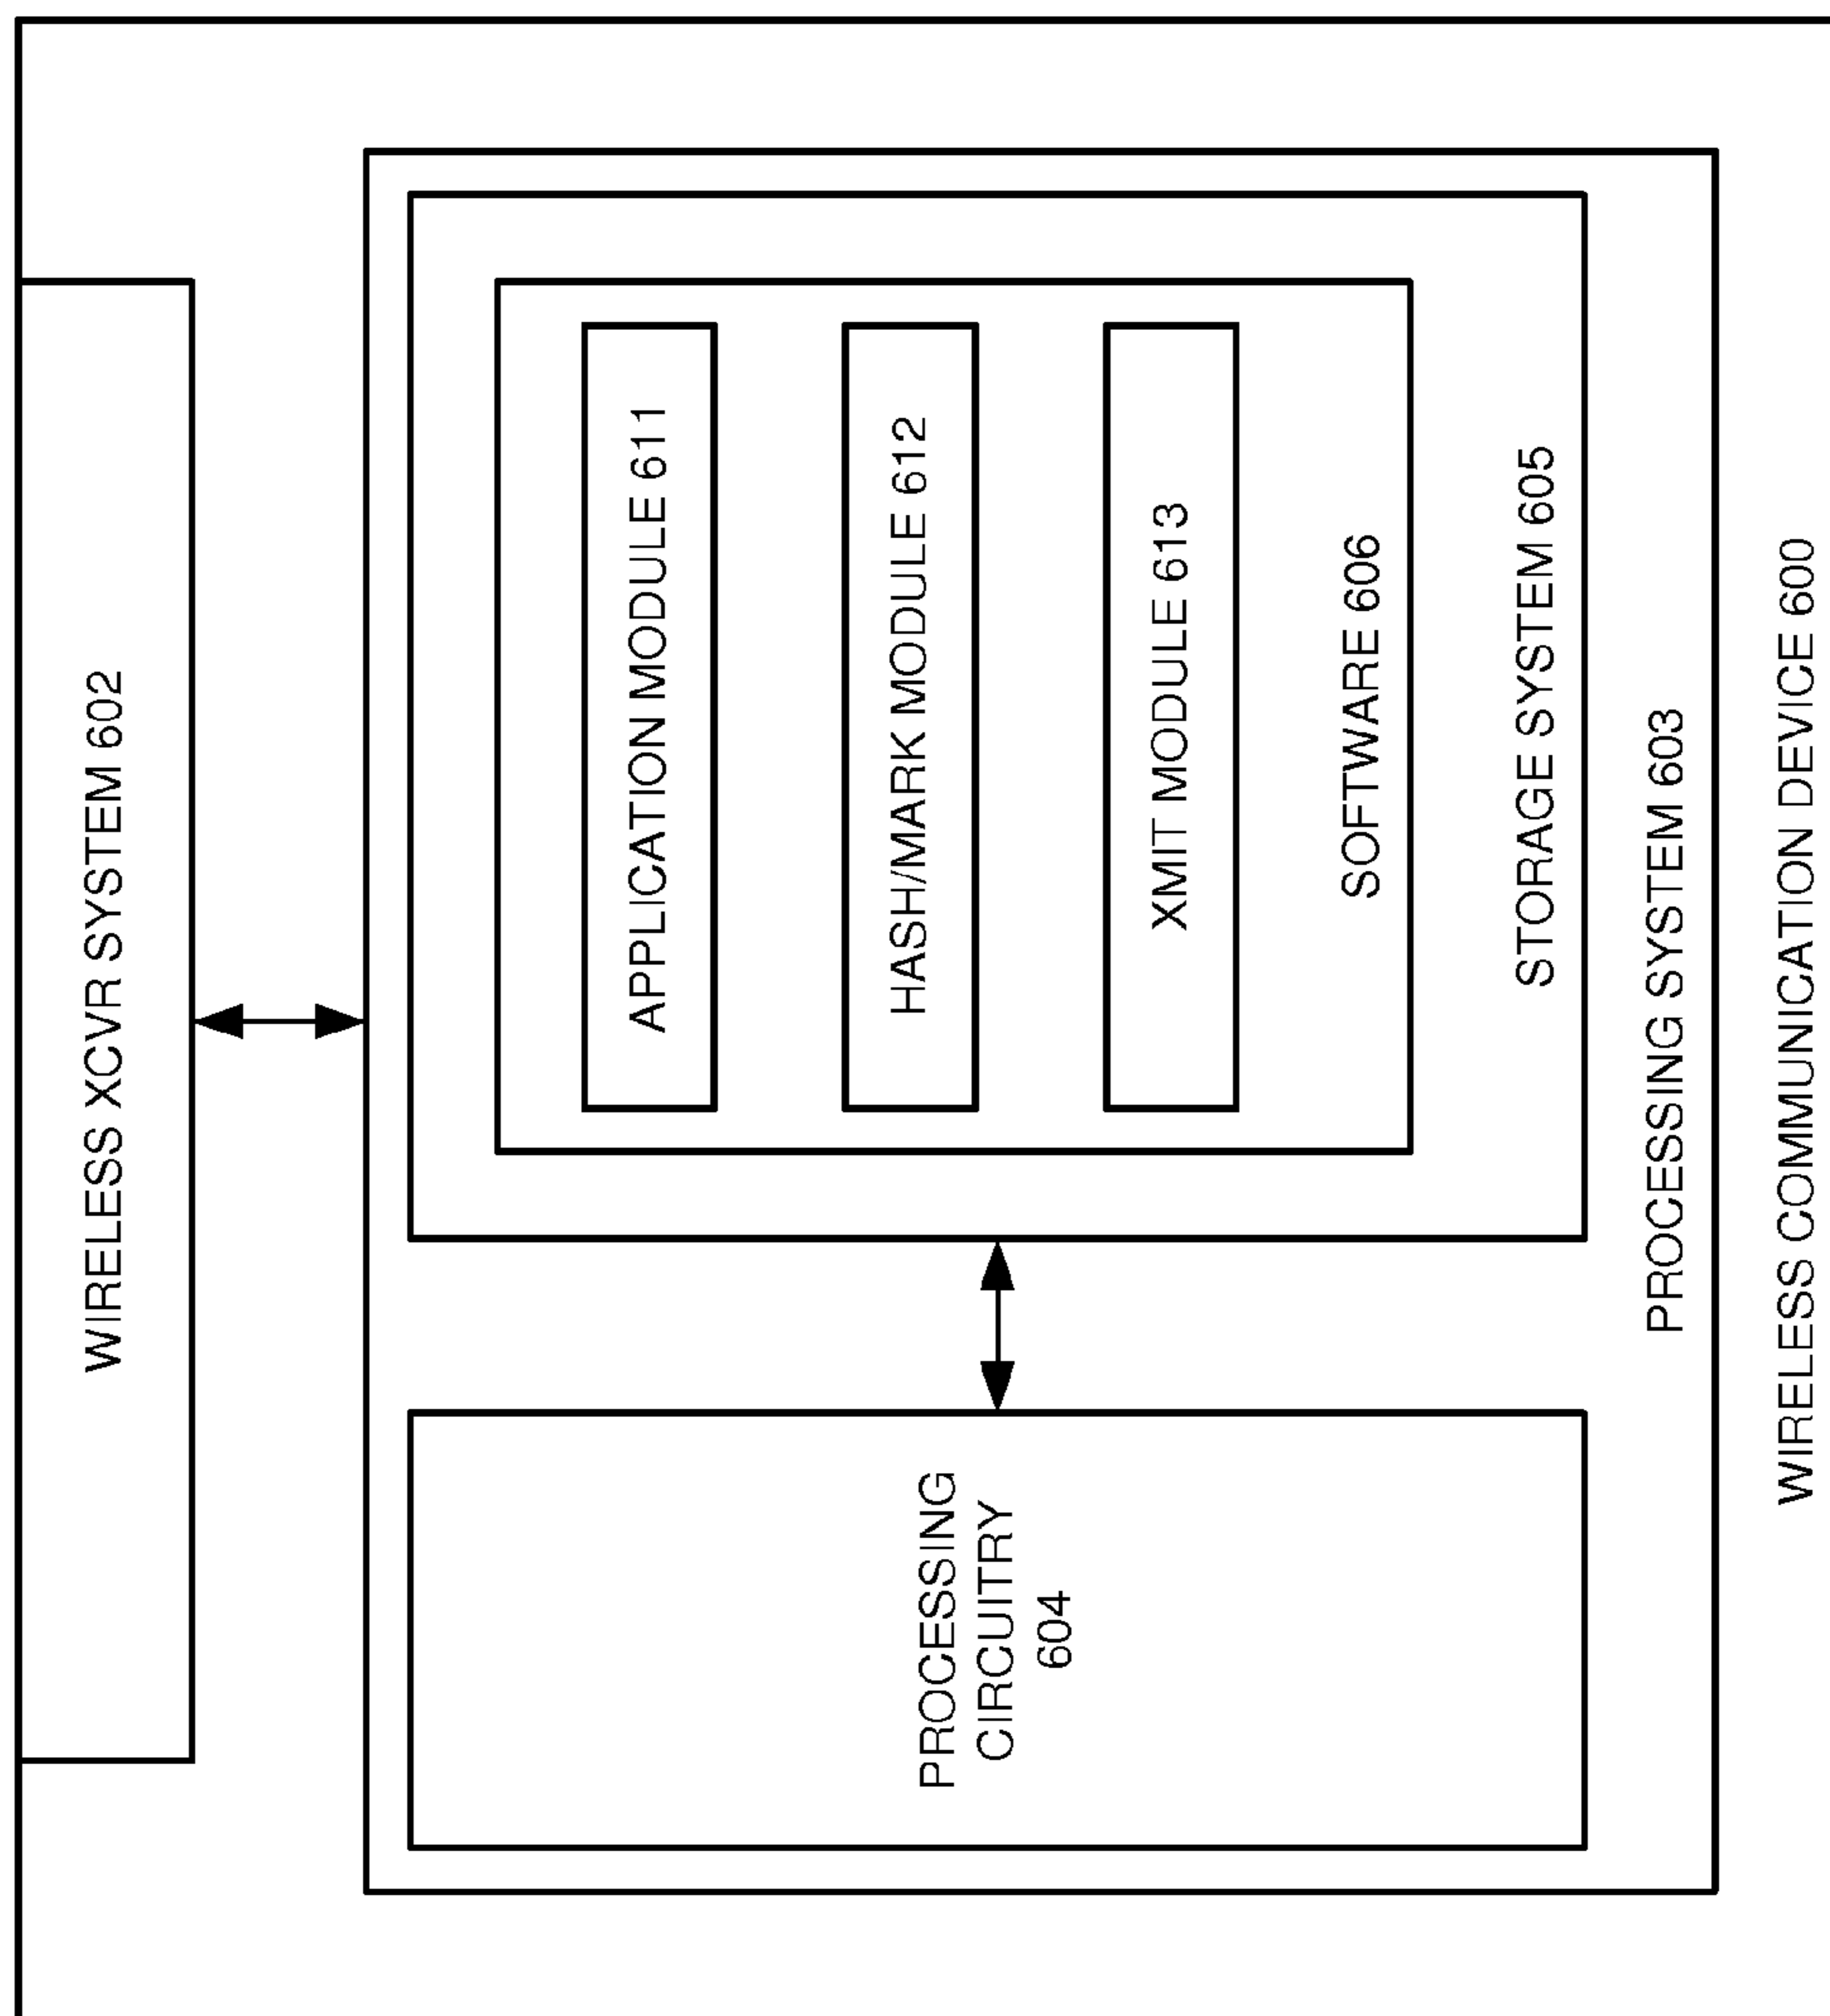 WIRELESS XCVR SYSTEM 602
PROCESSING
CIRCUITRY
604
APPLICATION MODULE 611
HASH/MARK MODULE 612
XMIT MODULE 613
SOFTWARE 606
STORAGE SYSTEM 605
PROCESSING SYSTEM 603
WIRELESS COMMUNICATION DEVICE 600